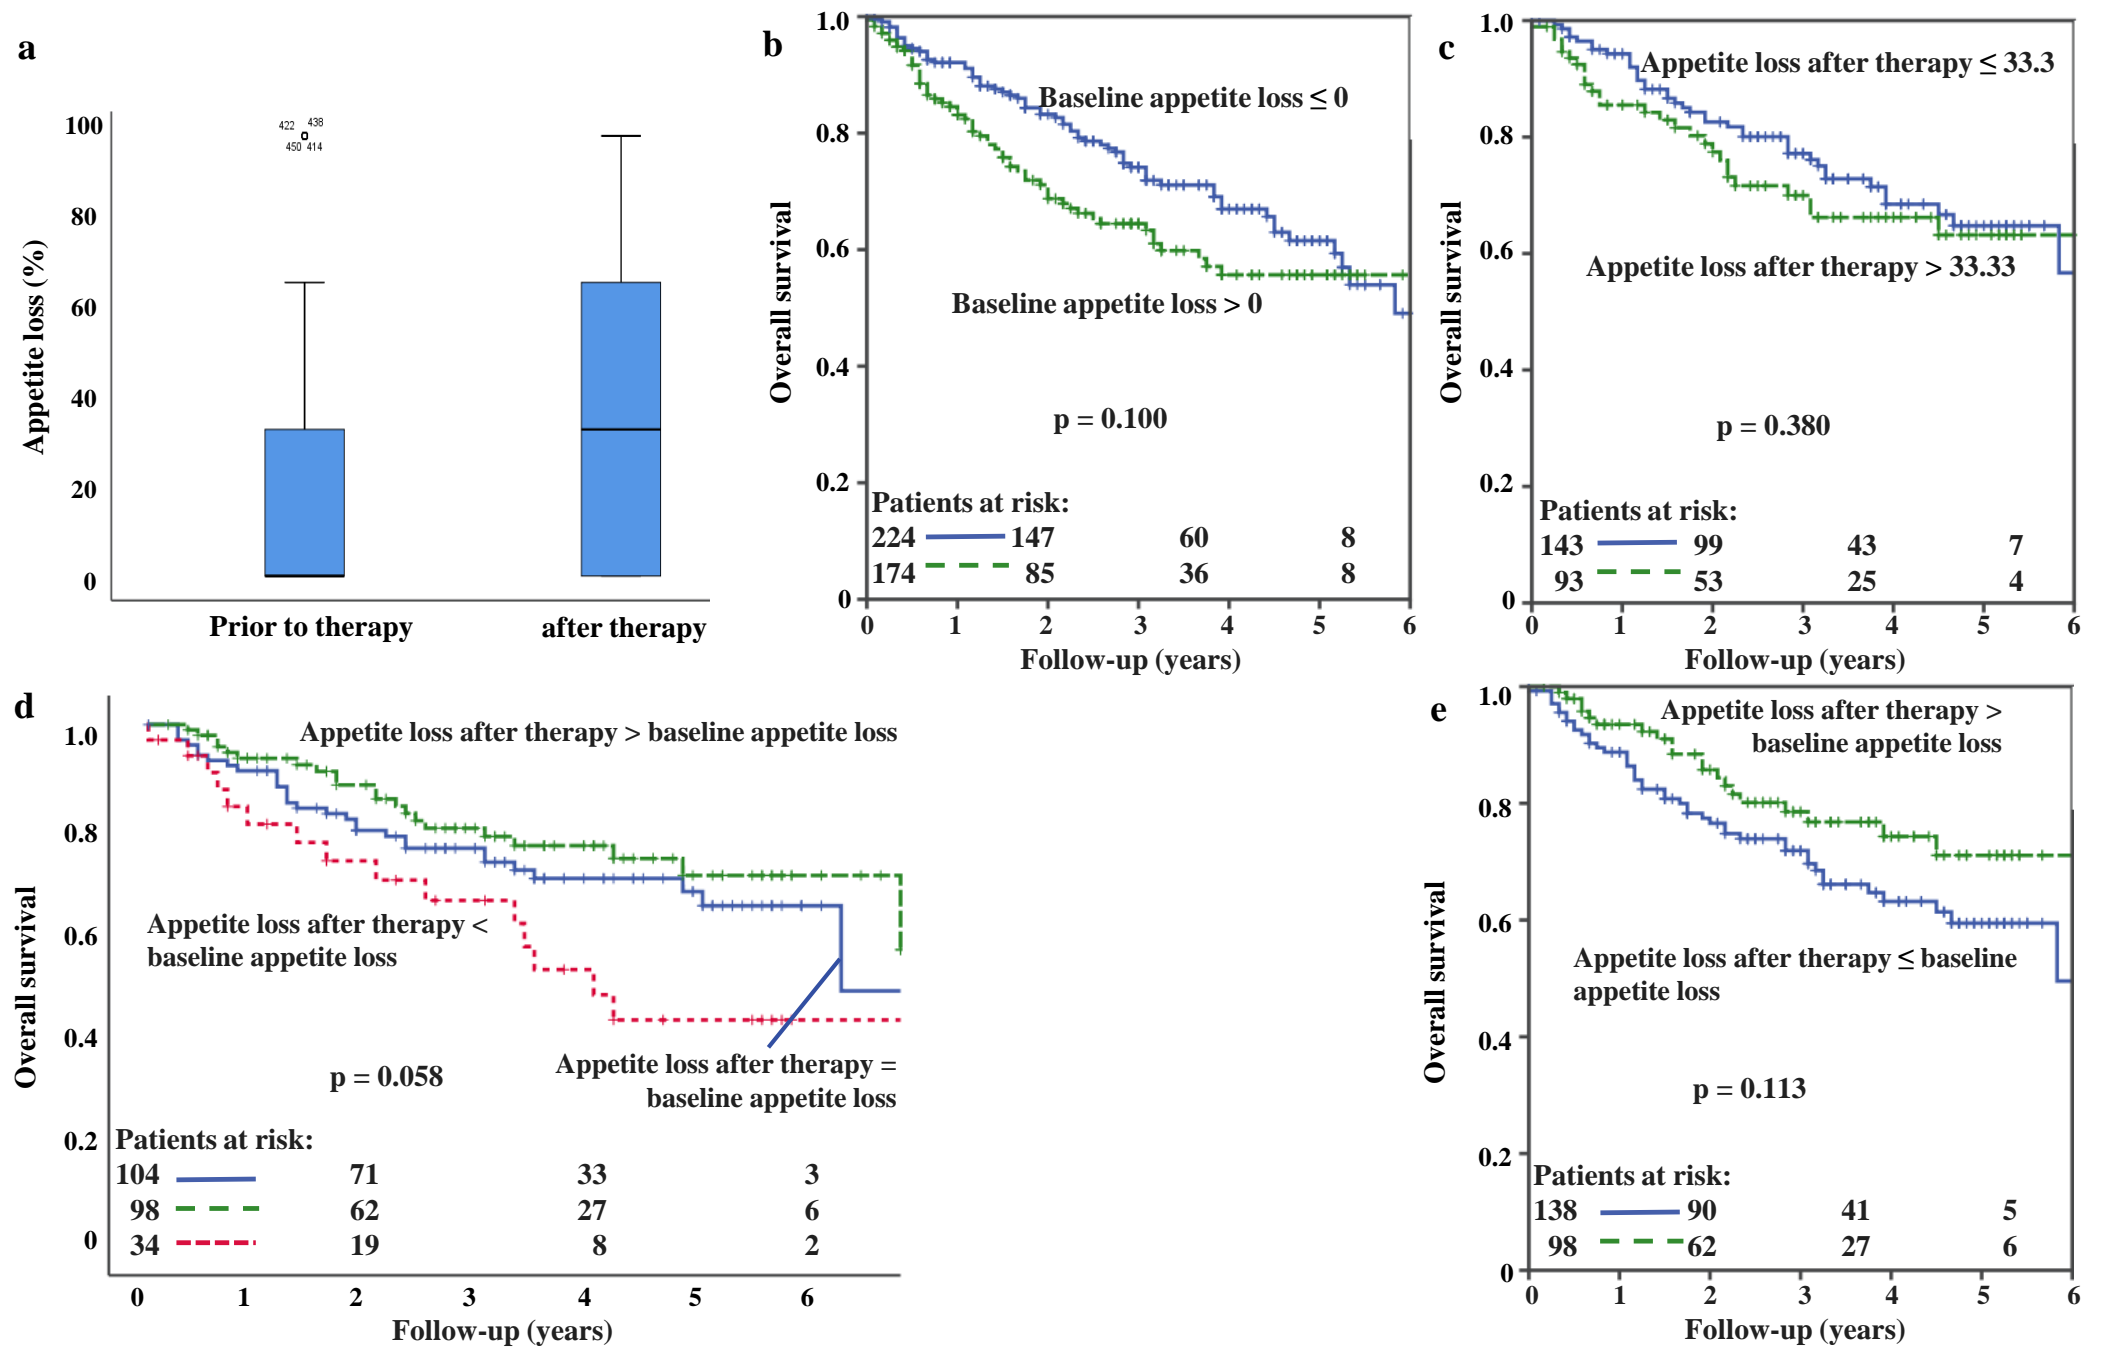 a
100
80
60
40
20
0
Appetite loss (%)
422 438
450 414
Prior to therapy after therapy
b
1.0
0.8
0.6
0.4
0.2
0
Overall survival
Baseline appetite loss ≤ 0
Baseline appetite loss > 0
p = 0.100
Patients at risk:
224 147 60 8
174 85 36 8
0 1 2 3 4 5 6
Follow-up (years)
c
1.0
0.8
0.6
0.4
0.2
0
Overall survival
Appetite loss after therapy ≤ 33.3
Appetite loss after therapy > 33.33
p = 0.380
Patients at risk:
143 99 43 7
93 53 25 4
0 1 2 3 4 5 6
Follow-up (years)
d
1.0
0.8
0.6
0.4
0.2
0
Overall survival
Appetite loss after therapy > baseline appetite loss
Appetite loss after therapy <
baseline appetite loss
Appetite loss after therapy =
baseline appetite loss
p = 0.058
Patients at risk:
104 71 33 3
98 62 27 6
34 19 8 2
0 1 2 3 4 5 6
Follow-up (years)
e
1.0
0.8
0.6
0.4
0.2
0
Overall survival
Appetite loss after therapy >
baseline appetite loss
Appetite loss after therapy ≤ baseline
appetite loss
p = 0.113
Patients at risk:
138 90 41 5
98 62 27 6
0 1 2 3 4 5 6
Follow-up (years)